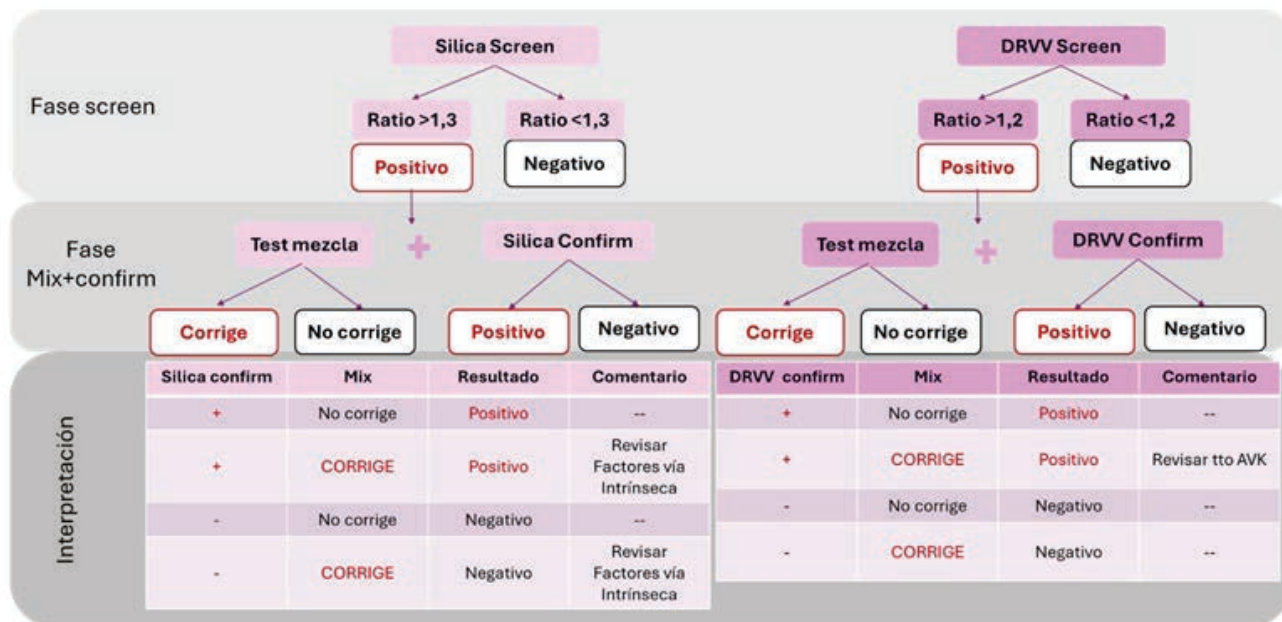 Silica Screen
DRVV Screen
Fase screen
Ratio >1,3
Ratio <1,3
Ratio >1,2
Ratio <1,2
Positivo
Negativo
Positivo
Negativo
Fase
Mix+confirm
Test mezcla
+
Silica Confirm
Test mezcla
+
DRVV Confirm
Corrige
No corrige
Positivo
Negativo
Corrige
No corrige
Positivo
Negativo
Interpretación
Silica confirm Mix Resultado Comentario
+ No corrige Positivo --
+ CORRIGE Positivo Revisar
Factores vía
Intrínseca
- No corrige Negativo --
- CORRIGE Negativo Revisar
Factores vía
Intrínseca
DRVV confirm Mix Resultado Comentario
+ No corrige Positivo --
+ CORRIGE Positivo Revisar tto AVK
- No corrige Negativo --
- CORRIGE Negativo --